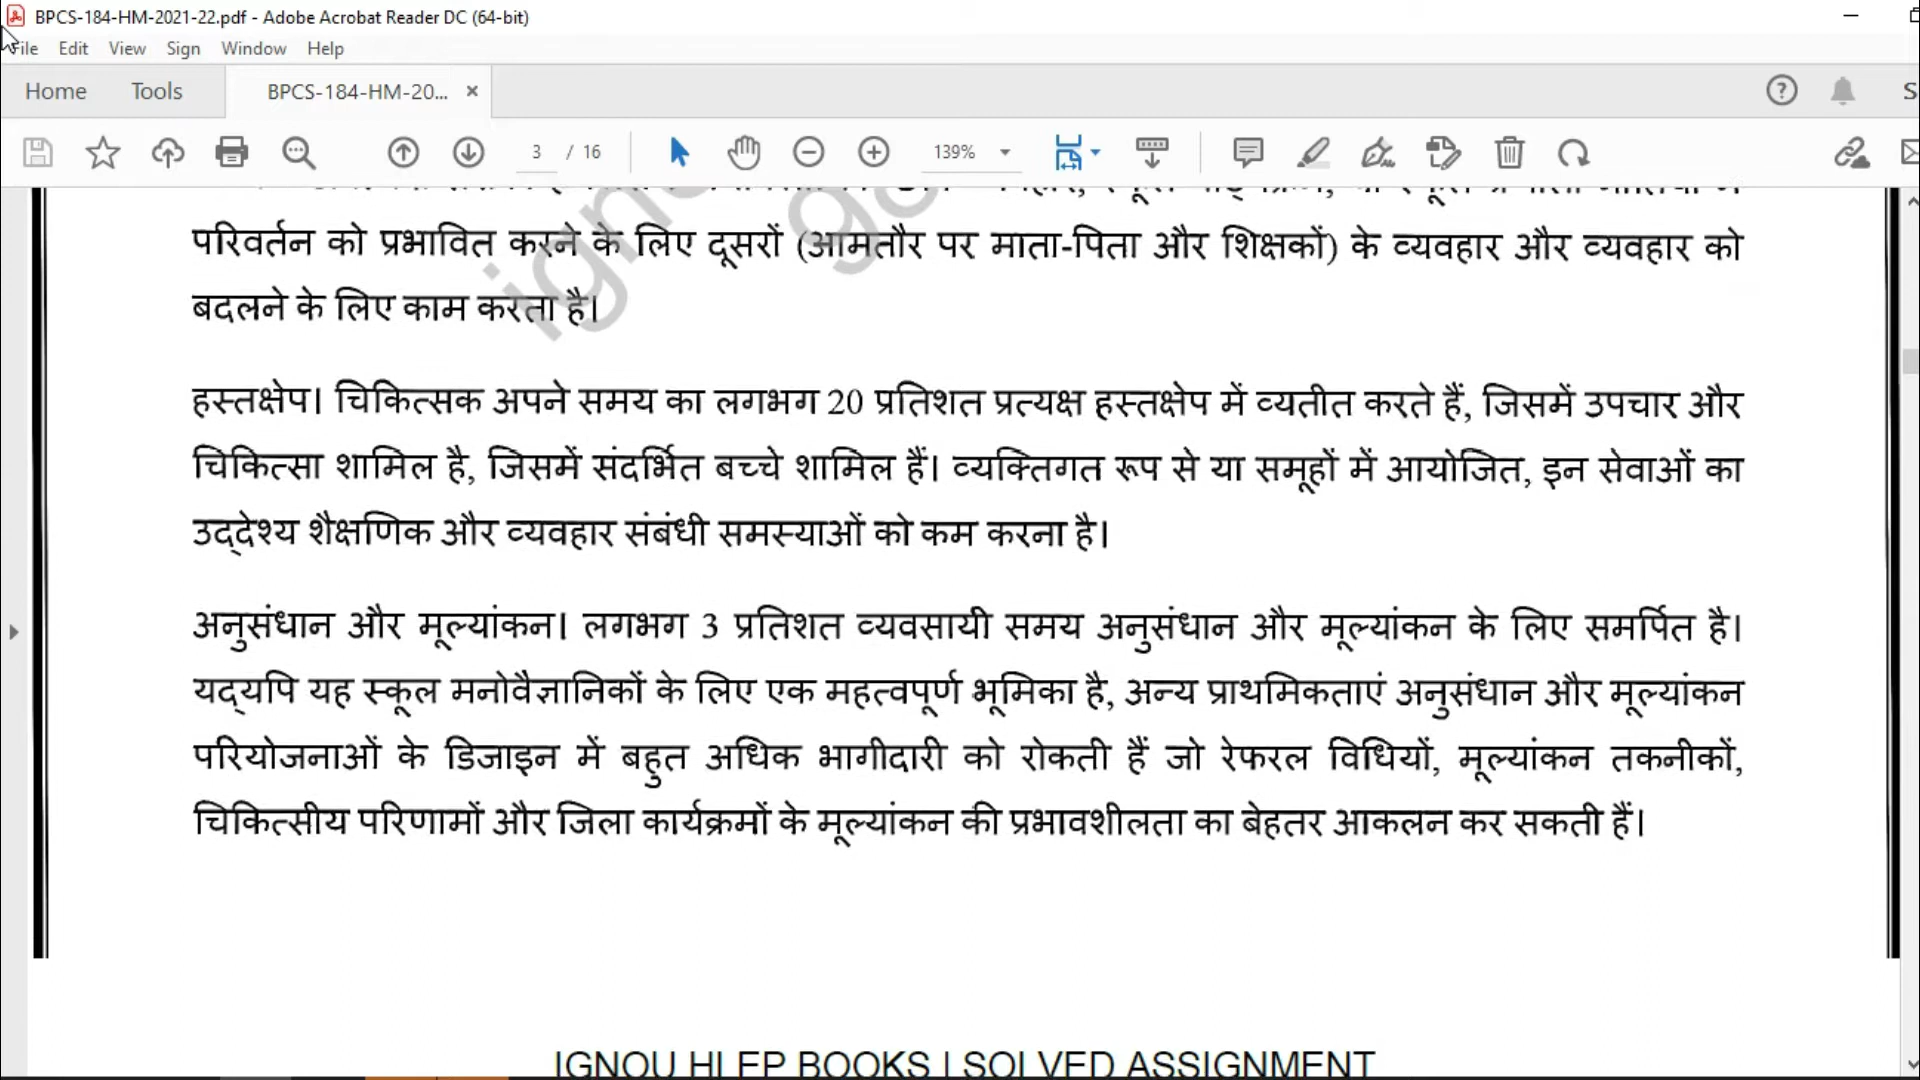 BPCS-184-HM-2021-22.pdf - Adobe Acrobat Reader DC (64-bit)
File Edit View Sign Window Help
Home Tools BPCS-184-HM-20... ×
3 / 16 139%
परिवर्तन को प्रभावित करने के लिए दूसरों (आमतौर पर माता-पिता और शिक्षकों) के व्यवहार और व्यवहार को
बदलने के लिए काम करता है।
हस्तक्षेप। चिकित्सक अपने समय का लगभग 20 प्रतिशत प्रत्यक्ष हस्तक्षेप में व्यतीत करते हैं, जिसमें उपचार और
चिकित्सा शामिल है, जिसमें संदर्भित बच्चे शामिल हैं। व्यक्तिगत रूप से या समूहों में आयोजित, इन सेवाओं का
उद्देश्य शैक्षणिक और व्यवहार संबंधी समस्याओं को कम करना है।
अनुसंधान और मूल्यांकन। लगभग 3 प्रतिशत व्यवसायी समय अनुसंधान और मूल्यांकन के लिए समर्पित है।
यद्यपि यह स्कूल मनोवैज्ञानिकों के लिए एक महत्वपूर्ण भूमिका है, अन्य प्राथमिकताएं अनुसंधान और मूल्यांकन
परियोजनाओं के डिजाइन में बहुत अधिक भागीदारी को रोकती हैं जो रेफरल विधियों, मूल्यांकन तकनीकों,
चिकित्सीय परिणामों और जिला कार्यक्रमों के मूल्यांकन की प्रभावशीलता का बेहतर आकलन कर सकती हैं।
IGNOU HLEP BOOKS | SOLVED ASSIGNMENT